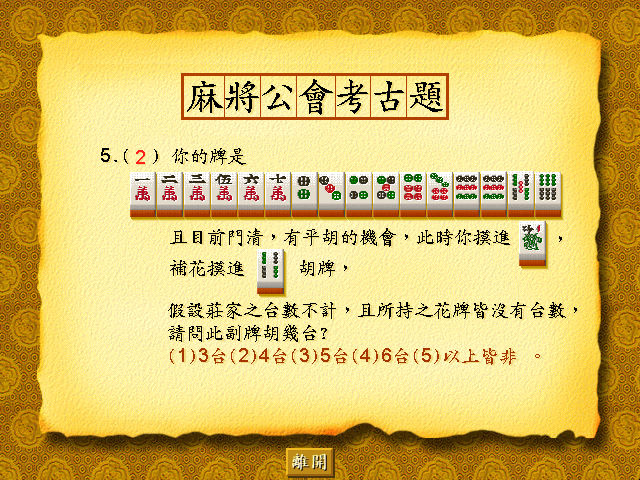 麻將公會考古題
5.(2) 你的牌是
一萬 二萬 三萬 伍萬 六萬 七萬
且目前門清，有平胡的機會，此時你摸進 ，
補花摸進 胡牌，
假設莊家之台數不計，且所持之花牌皆沒有台數，
請問此副牌胡幾台?
(1)3台(2)4台(3)5台(4)6台(5)以上皆非 。
離開